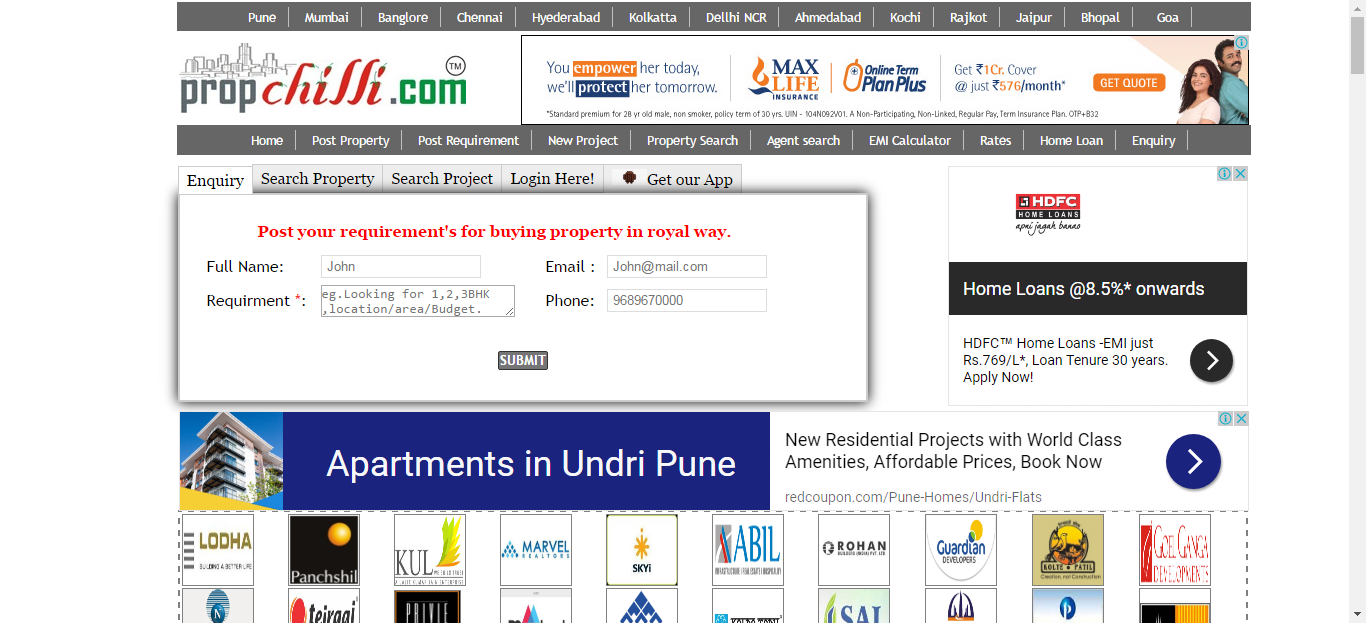 Pune Mumbai Banglore Chennai Hyederabad Kolkatta Dellhi NCR Ahmedabad Kochi Rajkot Jaipur Bhopal Goa
propchilli.com TM
You empower her today,
we'll protect her tomorrow.
MAX
LIFE
INSURANCE
Online Term
Plan Plus
Get ₹1Cr. Cover
@ just ₹576/month*
GET QUOTE
*Standard premium for 28 yr old male, non smoker, policy term of 30 yrs. UIN - 104N092V01. A Non-Participating, Non-Linked, Regular Pay, Term Insurance Plan. OTP+B32
Home Post Property Post Requirement New Project Property Search Agent search EMI Calculator Rates Home Loan Enquiry
Enquiry Search Property Search Project Login Here! Get our App
Post your requirement's for buying property in royal way.
Full Name: John Email : John@mail.com
Requirment *: eg.Looking for 1,2,3BHK
,location/area/Budget.
Phone: 9689670000
SUBMIT
HDFC
HOME LOANS
apni jagah banao
Home Loans @8.5%* onwards
HDFC™ Home Loans -EMI just
Rs.769/L*, Loan Tenure 30 years.
Apply Now!
Apartments in Undri Pune
New Residential Projects with World Class
Amenities, Affordable Prices, Book Now
redcoupon.com/Pune-Homes/Undri-Flats
LODHA
BUILDING A BETTER LIFE
Panchshil
KUL
MARVEL
REALTORS
SKYi
ABIL
ROHAN
Guardian
DEVELOPERS
KOLTE PATIL
Creation, not Construction
GOEL GANGA
DEVELOPMENTS
N
PRIVIE